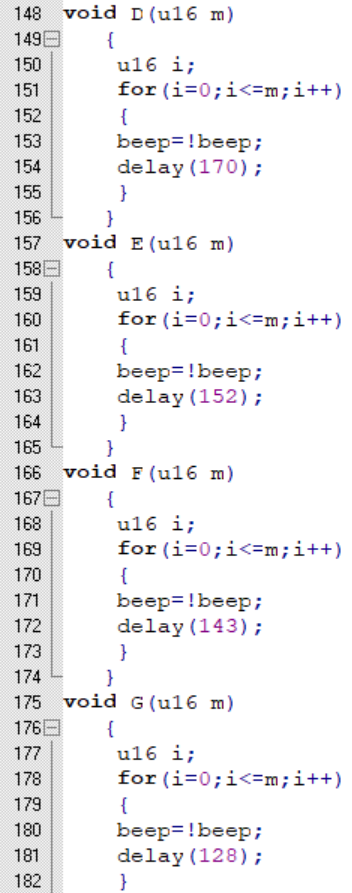 148 void D(u16 m)
149 {
150 u16 i;
151 for(i=0;i<=m;i++)
152 {
153 beep=!beep;
154 delay(170);
155 }
156 }
157 void E(u16 m)
158 {
159 u16 i;
160 for(i=0;i<=m;i++)
161 {
162 beep=!beep;
163 delay(152);
164 }
165 }
166 void F(u16 m)
167 {
168 u16 i;
169 for(i=0;i<=m;i++)
170 {
171 beep=!beep;
172 delay(143);
173 }
174 }
175 void G(u16 m)
176 {
177 u16 i;
178 for(i=0;i<=m;i++)
179 {
180 beep=!beep;
181 delay(128);
182 }